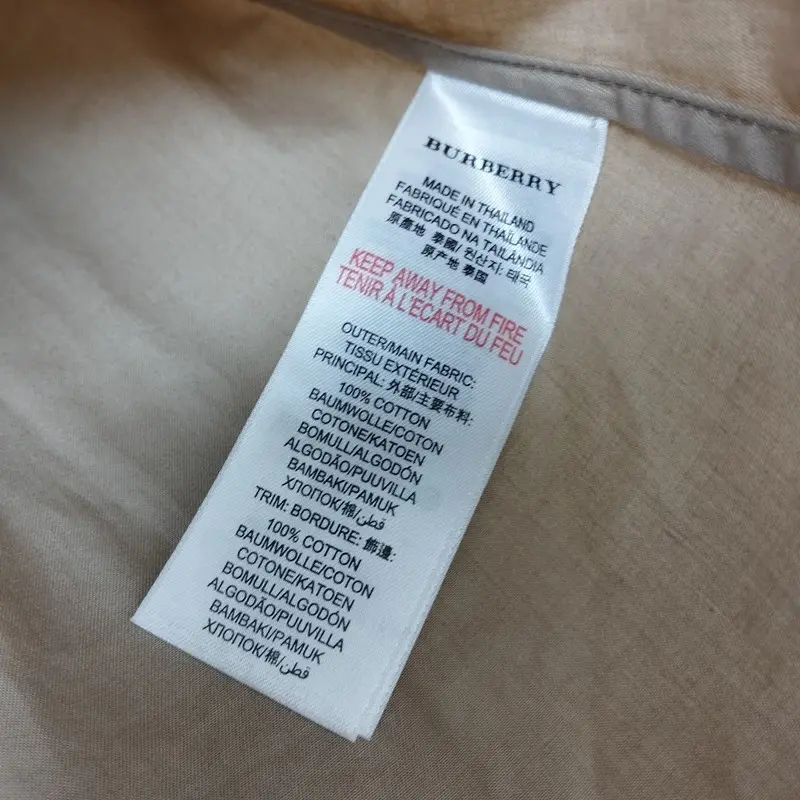 BURBERRY
MADE IN THAILAND
FABRIQUÉ EN THAÏLANDE
FABRICADO NA TAILÂNDIA
原產地 泰國/ 원산지: 태국
原产地 泰国
KEEP AWAY FROM FIRE
TENIR À L'ÉCART DU FEU
OUTER/MAIN FABRIC:
TISSU EXTÉRIEUR
PRINCIPAL: 外部/主要布料:
100% COTTON
BAUMWOLLE/COTON
COTONE/KATOEN
BOMULL/ALGODÓN
ALGODÃO/PUUVILLA
BAMBAKI/PAMUK
ХЛОПОК/棉/قطن
TRIM: BORDURE: 飾邊:
100% COTTON
BAUMWOLLE/COTON
COTONE/KATOEN
BOMULL/ALGODÓN
ALGODÃO/PUUVILLA
BAMBAKI/PAMUK
ХЛОПОК/棉/قطن